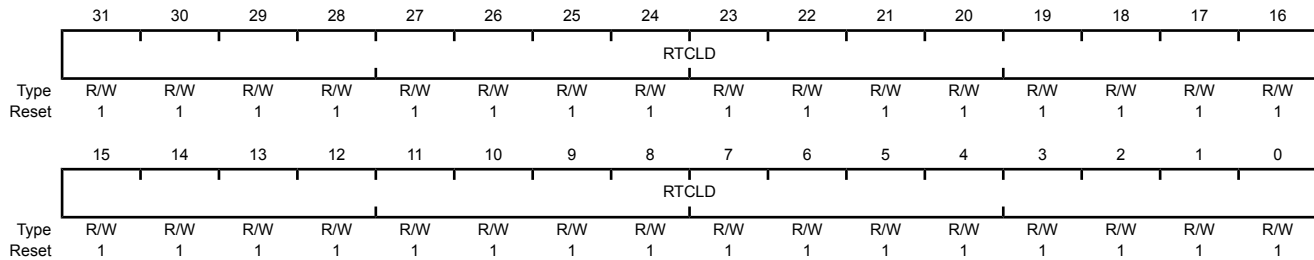 31 30 29 28 27 26 25 24 23 22 21 20 19 18 17 16
RTCLD
Type R/W R/W R/W R/W R/W R/W R/W R/W R/W R/W R/W R/W R/W R/W R/W R/W
Reset 1 1 1 1 1 1 1 1 1 1 1 1 1 1 1 1
15 14 13 12 11 10 9 8 7 6 5 4 3 2 1 0
RTCLD
Type R/W R/W R/W R/W R/W R/W R/W R/W R/W R/W R/W R/W R/W R/W R/W R/W
Reset 1 1 1 1 1 1 1 1 1 1 1 1 1 1 1 1